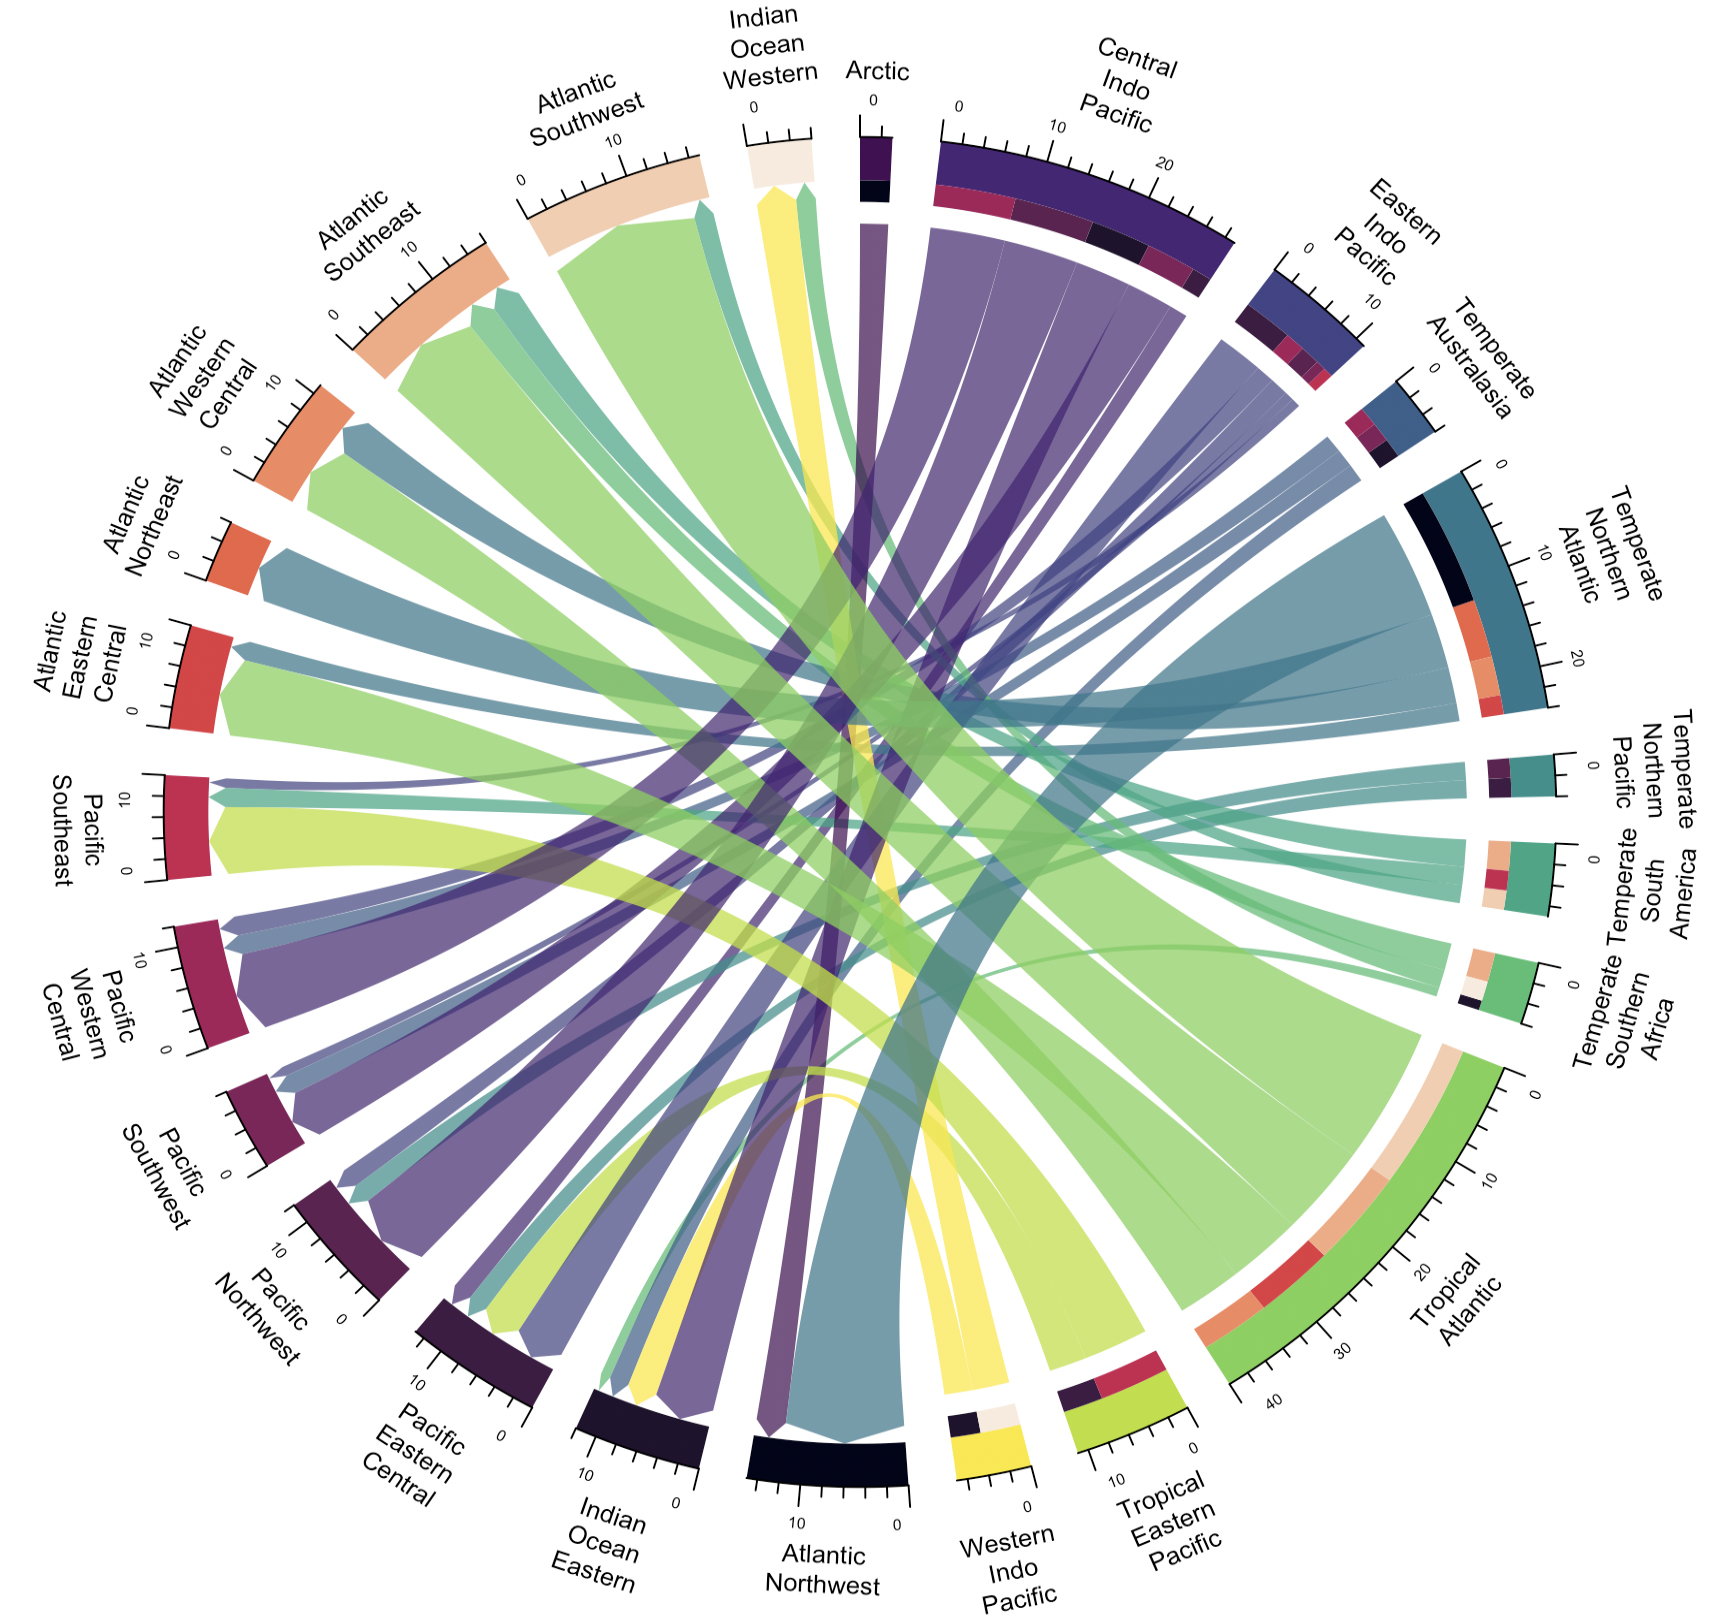 Indian
Ocean
Western
0
Arctic
0
Central
Indo
Pacific
0
10
20
Eastern
Indo
Pacific
0
10
Temperate
Australasia
0
Temperate
Northern
Atlantic
0
10
20
Temperate
Northern
Pacific
0
Temperate
South
America
0
Temperate
Southern
Africa
0
Tropical
Atlantic
0
10
20
30
40
Tropical
Eastern
Pacific
0
10
Western
Indo
Pacific
0
Atlantic
Northwest
0
10
Indian
Ocean
Eastern
0
10
Pacific
Eastern
Central
0
10
Pacific
Northwest
0
10
Pacific
Southwest
0
Pacific
Western
Central
0
10
Pacific
Southeast
0
10
Atlantic
Eastern
Central
0
10
Atlantic
Northeast
0
Atlantic
Western
Central
0
10
Atlantic
Southeast
0
10
Atlantic
Southwest
0
10